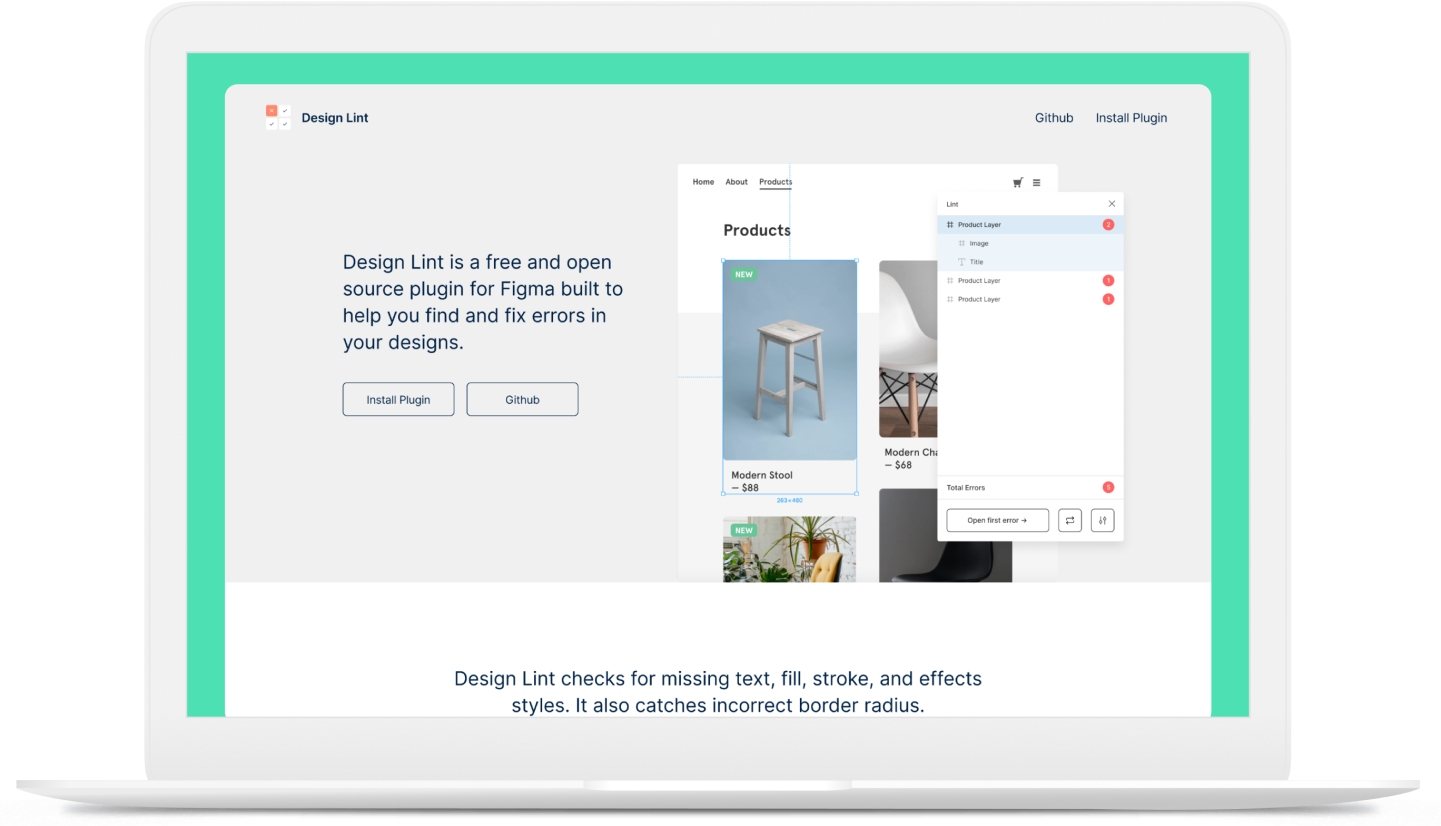 Design Lint
Github
Install Plugin
Design Lint is a free and open
source plugin for Figma built to
help you find and fix errors in
your designs.
Install Plugin
Github
Home
About
Products
Products
NEW
Modern Stool
— $88
263×460
NEW
Modern Cha
— $68
Lint
Product Layer
2
Image
Title
Product Layer
1
Product Layer
1
Total Errors
5
Open first error →
Design Lint checks for missing text, fill, stroke, and effects
styles. It also catches incorrect border radius.